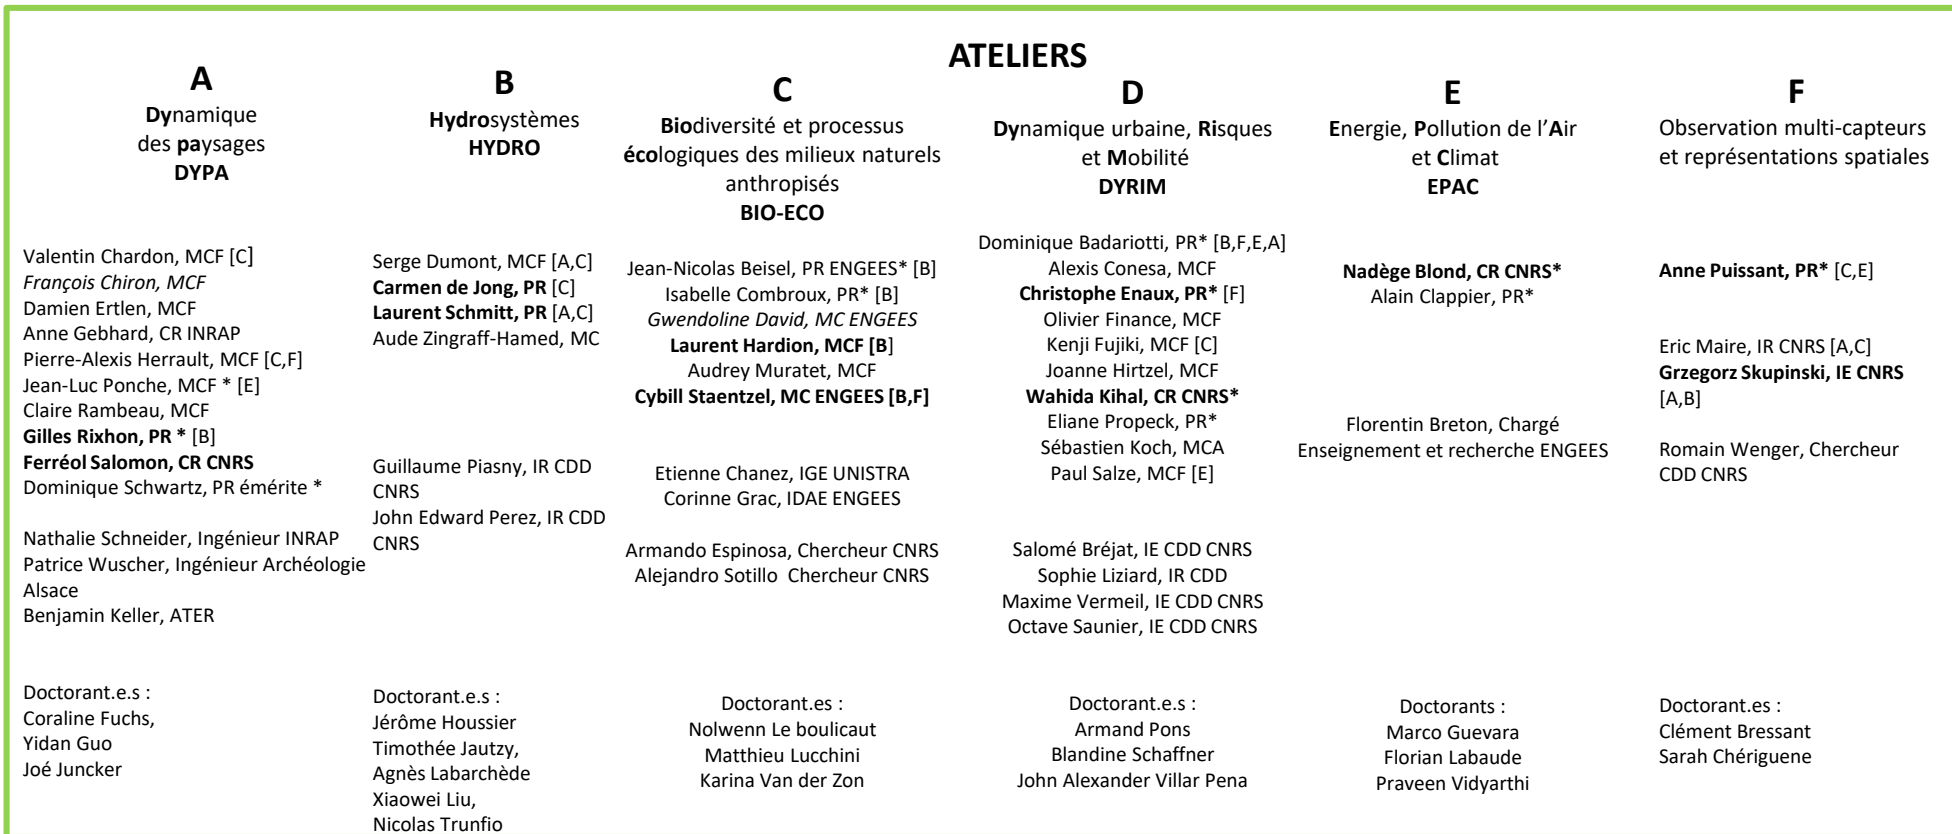 ATELIERS
A
Dynamique
des paysages
DYPA
Valentin Chardon, MCF [C]
François Chiron, MCF
Damien Ertlen, MCF
Anne Gebhard, CR INRAP
Pierre-Alexis Herrault, MCF [C,F]
Jean-Luc Ponche, MCF * [E]
Claire Rambeau, MCF
Gilles Rixhon, PR * [B]
Ferréol Salomon, CR CNRS
Dominique Schwartz, PR émérite *
Nathalie Schneider, Ingénieur INRAP
Patrice Wuscher, Ingénieur Archéologie
Alsace
Benjamin Keller, ATER
Doctorant.e.s :
Coraline Fuchs,
Yidan Guo
Joé Juncker
B
Hydrosystèmes
HYDRO
Serge Dumont, MCF [A,C]
Carmen de Jong, PR [C]
Laurent Schmitt, PR [A,C]
Aude Zingraff-Hamed, MC
Guillaume Piasny, IR CDD
CNRS
John Edward Perez, IR CDD
CNRS
Doctorant.e.s :
Jérôme Houssier
Timothée Jautzy,
Agnès Labarchède
Xiaowei Liu,
Nicolas Trunfio
C
Biodiversité et processus
écologiques des milieux naturels
anthropisés
BIO-ECO
Jean-Nicolas Beisel, PR ENGEES* [B]
Isabelle Combroux, PR* [B]
Gwendoline David, MC ENGEES
Laurent Hardion, MCF [B]
Audrey Muratet, MCF
Cybill Staentzel, MC ENGEES [B,F]
Etienne Chanez, IGE UNISTRA
Corinne Grac, IDAE ENGEES
Armando Espinosa, Chercheur CNRS
Alejandro Sotillo  Chercheur CNRS
Doctorant.es :
Nolwenn Le boulicaut
Matthieu Lucchini
Karina Van der Zon
D
Dynamique urbaine, Risques
et Mobilité
DYRIM
Dominique Badariotti, PR* [B,F,E,A]
Alexis Conesa, MCF
Christophe Enaux, PR* [F]
Olivier Finance, MCF
Kenji Fujiki, MCF [C]
Joanne Hirtzel, MCF
Wahida Kihal, CR CNRS*
Eliane Propeck, PR*
Sébastien Koch, MCA
Paul Salze, MCF [E]
Salomé Bréjat, IE CDD CNRS
Sophie Liziard, IR CDD
Maxime Vermeil, IE CDD CNRS
Octave Saunier, IE CDD CNRS
Doctorant.e.s :
Armand Pons
Blandine Schaffner
John Alexander Villar Pena
E
Energie, Pollution de l’Air
et Climat
EPAC
Nadège Blond, CR CNRS*
Alain Clappier, PR*
Florentin Breton, Chargé
Enseignement et recherche ENGEES
Doctorants :
Marco Guevara
Florian Labaude
Praveen Vidyarthi
F
Observation multi-capteurs
et représentations spatiales
Anne Puissant, PR* [C,E]
Eric Maire, IR CNRS [A,C]
Grzegorz Skupinski, IE CNRS
[A,B]
Romain Wenger, Chercheur
CDD CNRS
Doctorant.es :
Clément Bressant
Sarah Chériguene